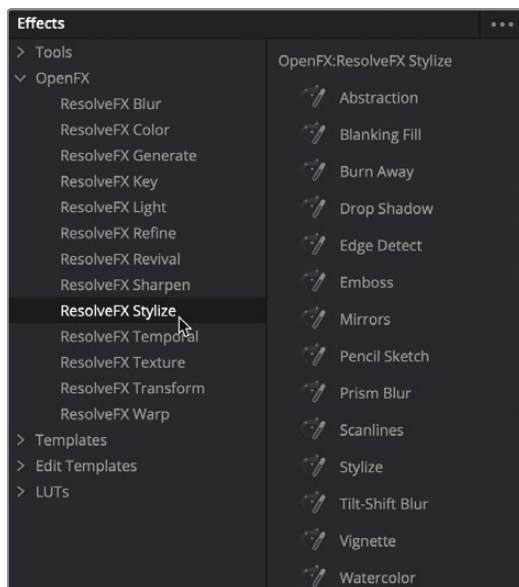 Effects
Tools
OpenFX
ResolveFX Blur
ResolveFX Color
ResolveFX Generate
ResolveFX Key
ResolveFX Light
ResolveFX Refine
ResolveFX Revival
ResolveFX Sharpen
ResolveFX Stylize
ResolveFX Temporal
ResolveFX Texture
ResolveFX Transform
ResolveFX Warp
Templates
Edit Templates
LUTs
OpenFX:ResolveFX Stylize
Abstraction
Blanking Fill
Burn Away
Drop Shadow
Edge Detect
Emboss
Mirrors
Pencil Sketch
Prism Blur
Scanlines
Stylize
Tilt-Shift Blur
Vignette
Watercolor